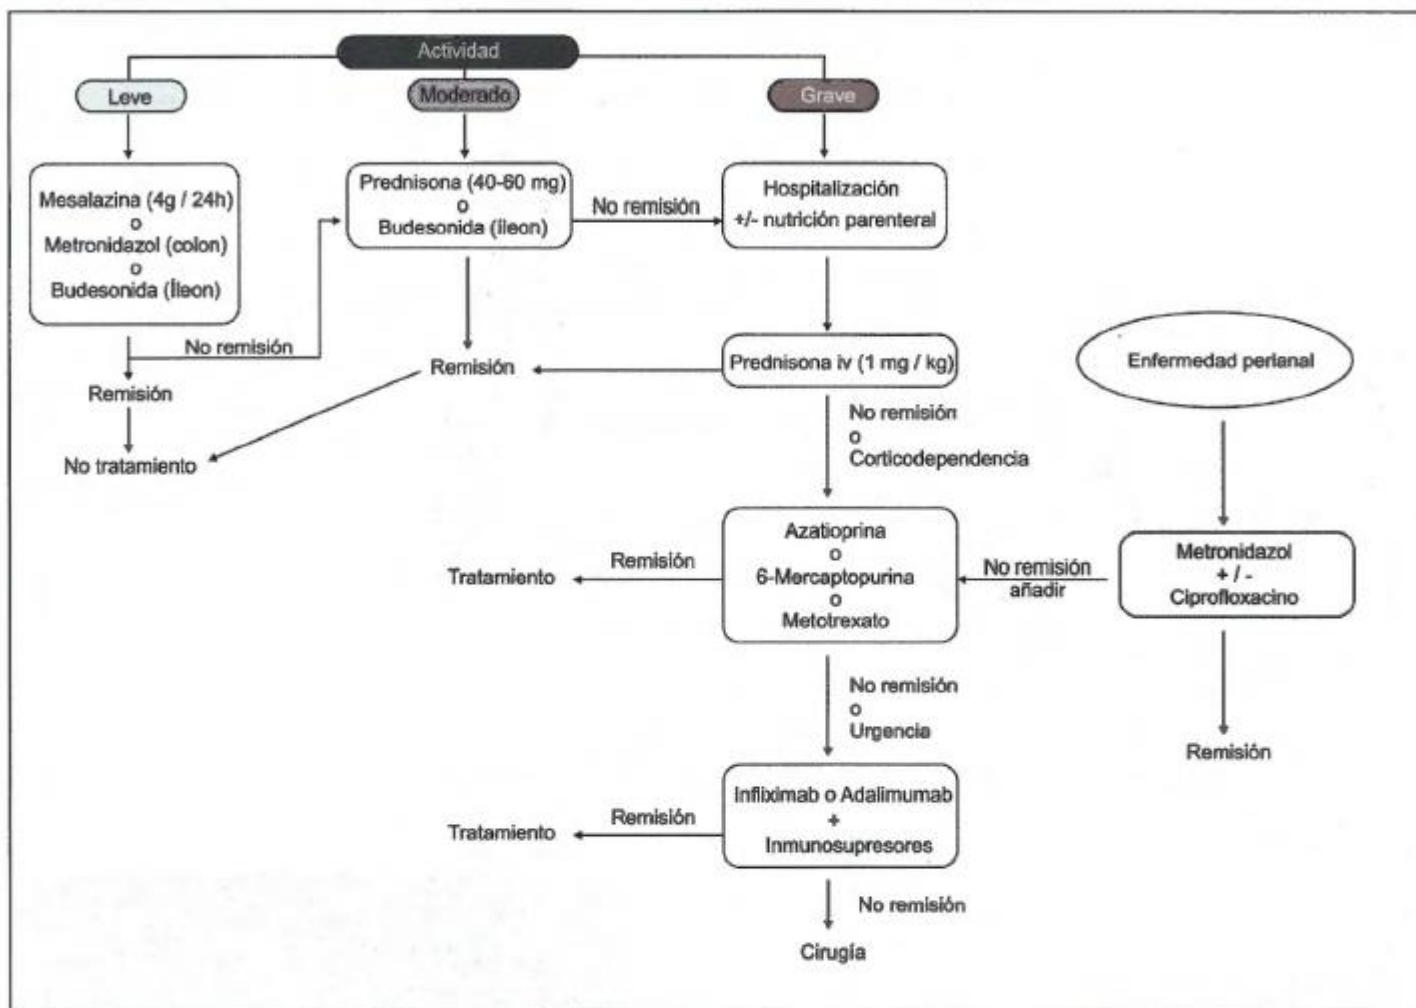 Actividad
Leve
Moderado
Grave
Mesalazina (4g / 24h)
o
Metronidazol (colon)
o
Budesonida (Íleon)
Prednisona (40-60 mg)
o
Budesonida (íleon)
No remisión
Hospitalización
+/- nutrición parenteral
No remisión
Remisión
No tratamiento
Remisión
Prednisona iv (1 mg / kg)
Enfermedad perianal
No remisión
o
Corticodependencia
Azatioprina
o
6-Mercaptopurina
o
Metotrexato
Remisión
Tratamiento
No remisión
añadir
Metronidazol
+ / -
Ciprofloxacino
No remisión
o
Urgencia
Remisión
Infliximab o Adalimumab
+
Inmunosupresores
Remisión
Tratamiento
No remisión
Cirugía